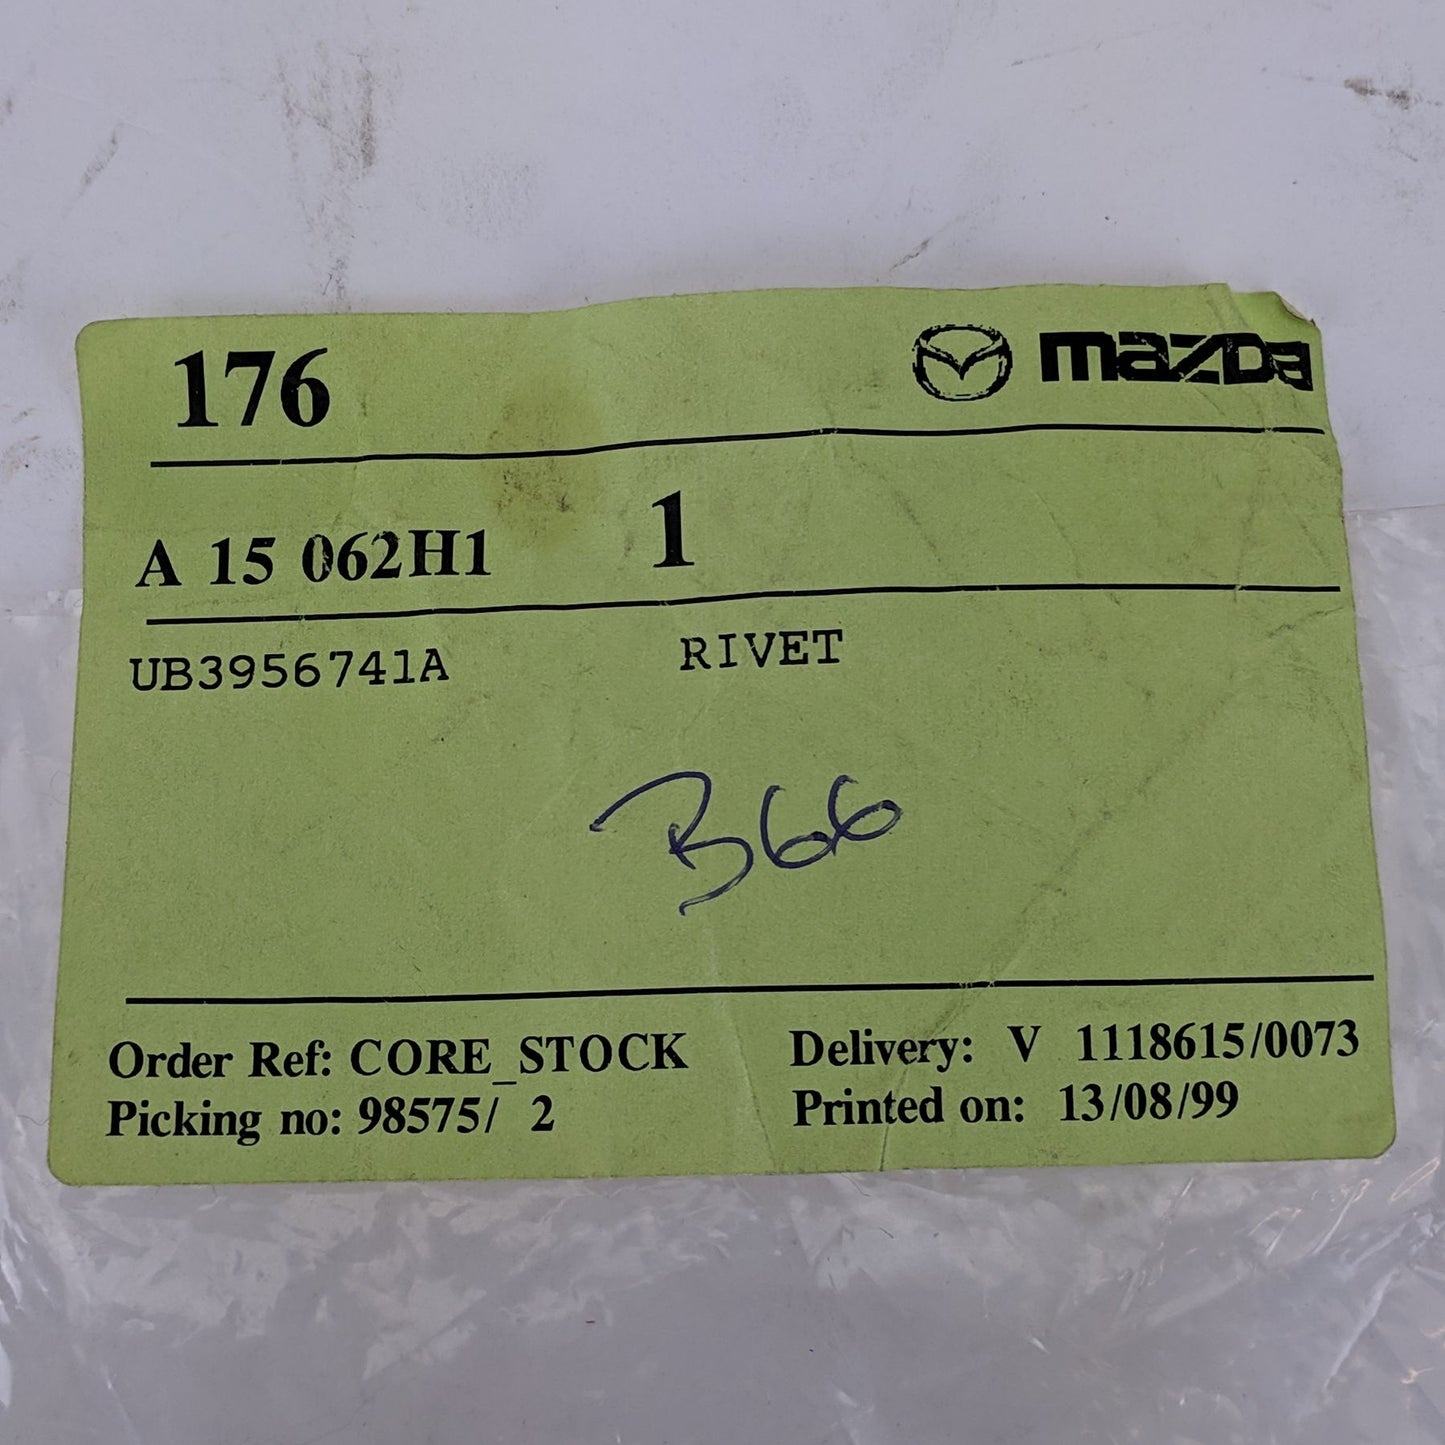 176 mazda
A 15 062H1 1
UB3956741A RIVET
B66
Order Ref: CORE_STOCK Delivery: V 1118615/0073
Picking no: 98575/ 2 Printed on: 13/08/99